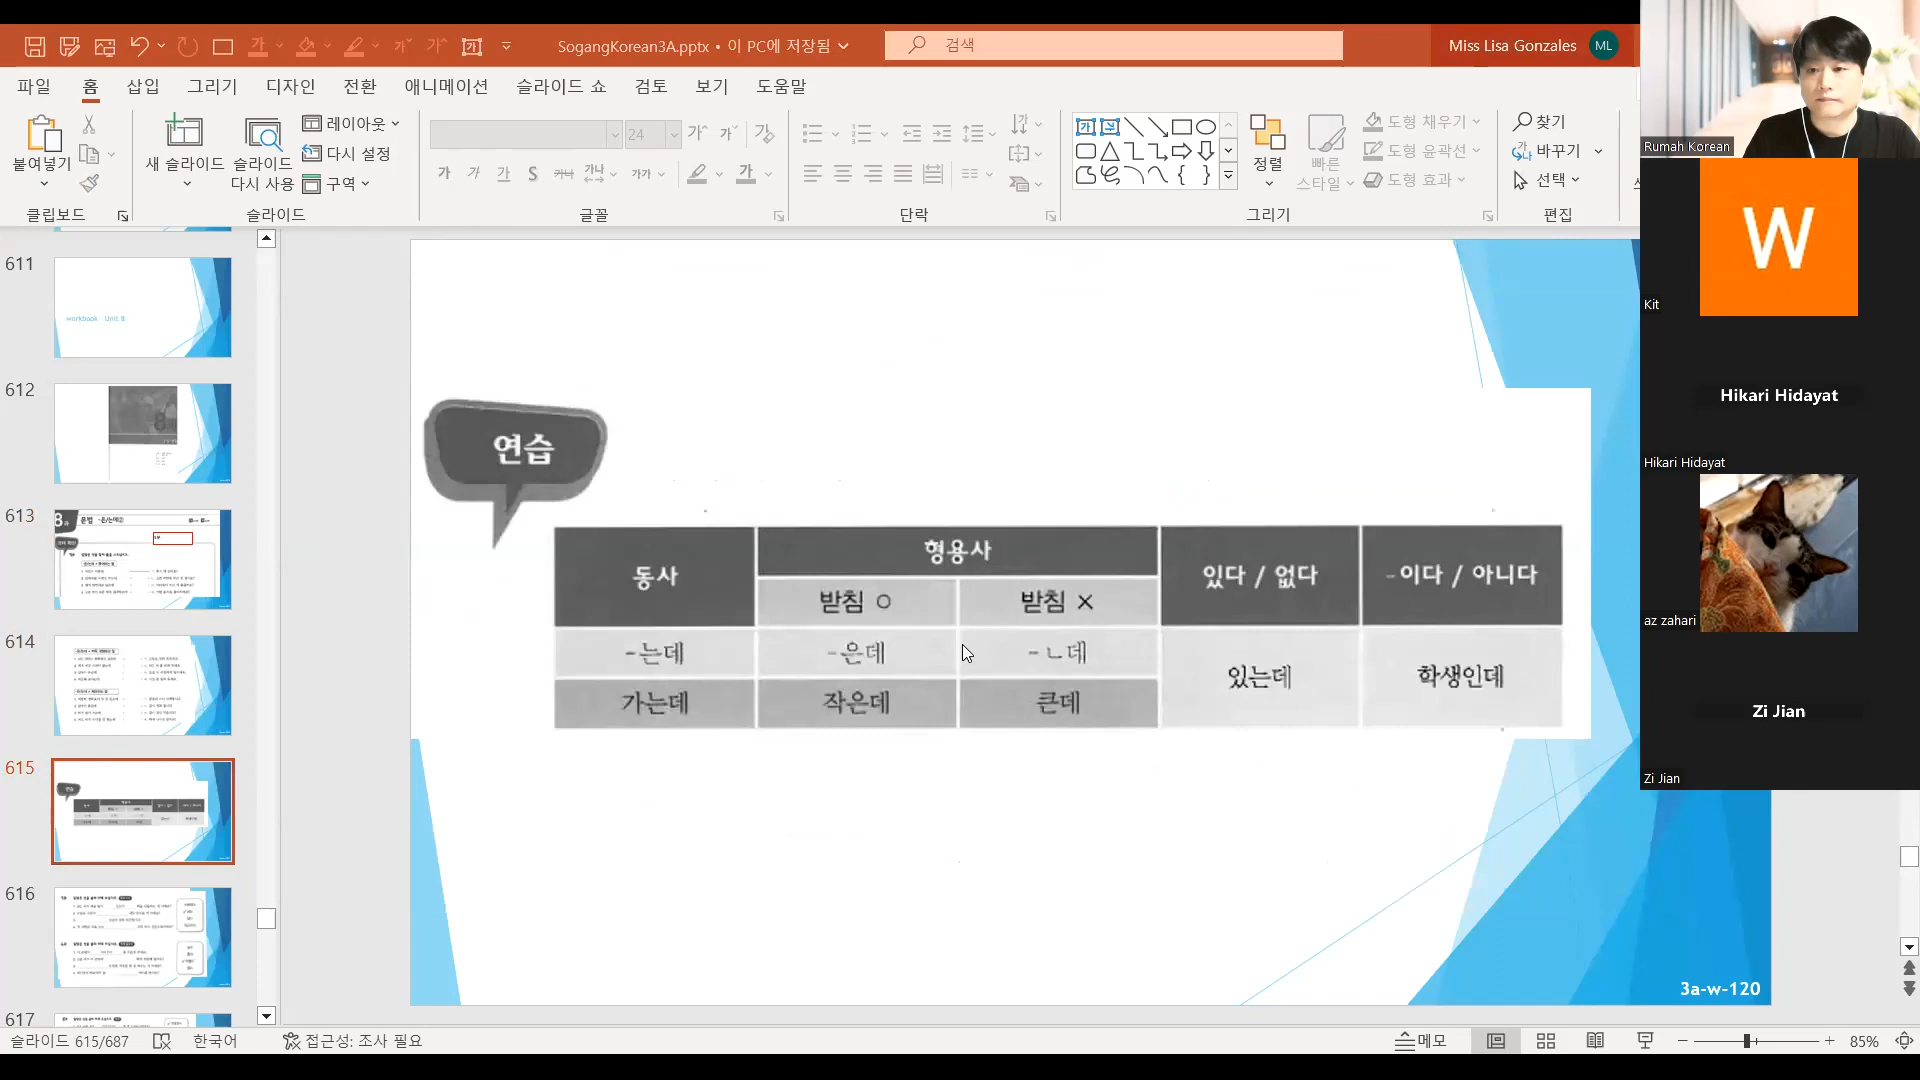 SogangKorean3A.pptx • 이 PC에 저장됨
검색
Miss Lisa Gonzales
ML
파일 홈 삽입 그리기 디자인 전환 애니메이션 슬라이드 쇼 검토 보기 도움말
붙여넣기
클립보드
새 슬라이드
슬라이드 다시 사용
레이아웃
다시 설정
구역
슬라이드
24
글꼴
단락
정렬
빠른 스타일
도형 채우기
도형 윤곽선
도형 효과
그리기
찾기
바꾸기
선택
편집
611
workbook Unit 8
612
613
614
615
616
617
연습
동사
형용사
있다 / 없다
-이다 / 아니다
받침 ○
받침 ×
-는데
-은데
-ㄴ데
있는데
학생인데
가는데
작은데
큰데
3a-w-120
Rumah Korean
W
Kit
Hikari Hidayat
Hikari Hidayat
az zahari
Zi Jian
Zi Jian
슬라이드 615/687
한국어
접근성: 조사 필요
메모
85%